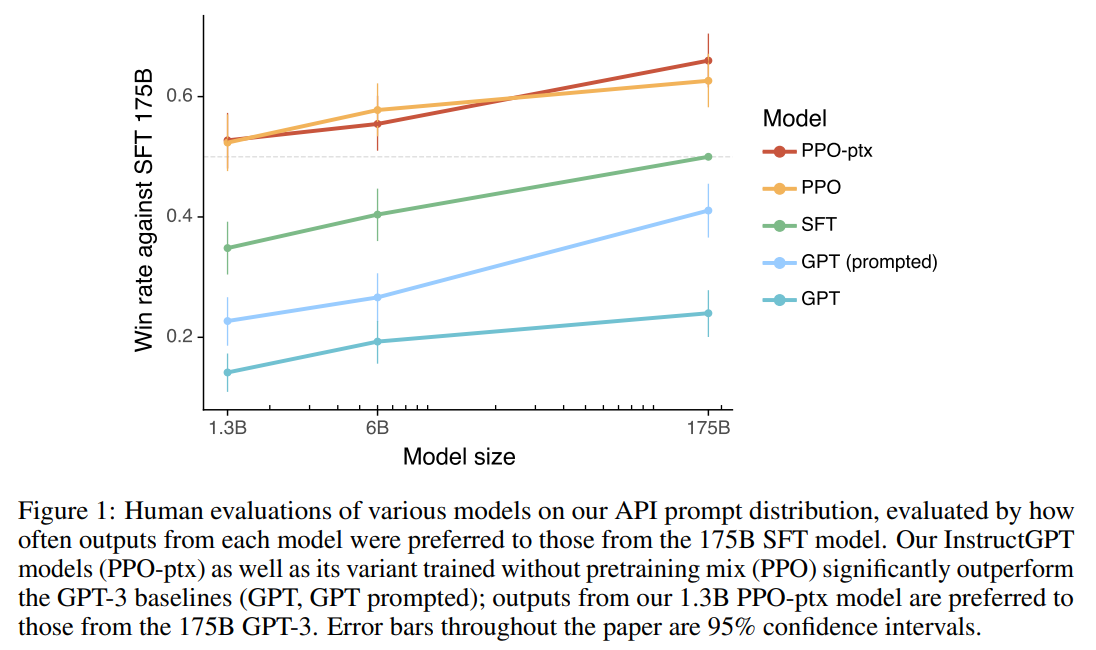 Win rate against SFT 175B
0.6
0.4
0.2
1.3B
6B
175B
Model size
Model
PPO-ptx
PPO
SFT
GPT (prompted)
GPT
Figure 1: Human evaluations of various models on our API prompt distribution, evaluated by how
often outputs from each model were preferred to those from the 175B SFT model. Our InstructGPT
models (PPO-ptx) as well as its variant trained without pretraining mix (PPO) significantly outperform
the GPT-3 baselines (GPT, GPT prompted); outputs from our 1.3B PPO-ptx model are preferred to
those from the 175B GPT-3. Error bars throughout the paper are 95% confidence intervals.